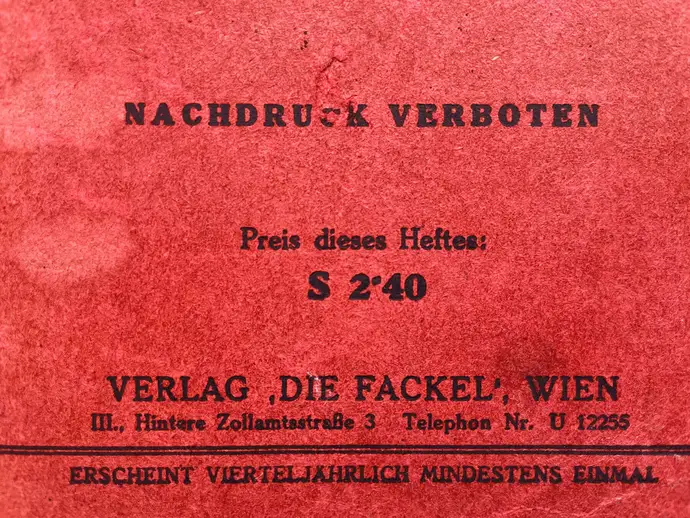 NACHDRUCK VERBOTEN
Preis dieses Heftes:
S 2·40
VERLAG ‚DIE FACKEL‘, WIEN
III., Hintere Zollamtsstraße 3 Telephon Nr. U 12255
ERSCHEINT VIERTELJÄHRLICH MINDESTENS EINMAL